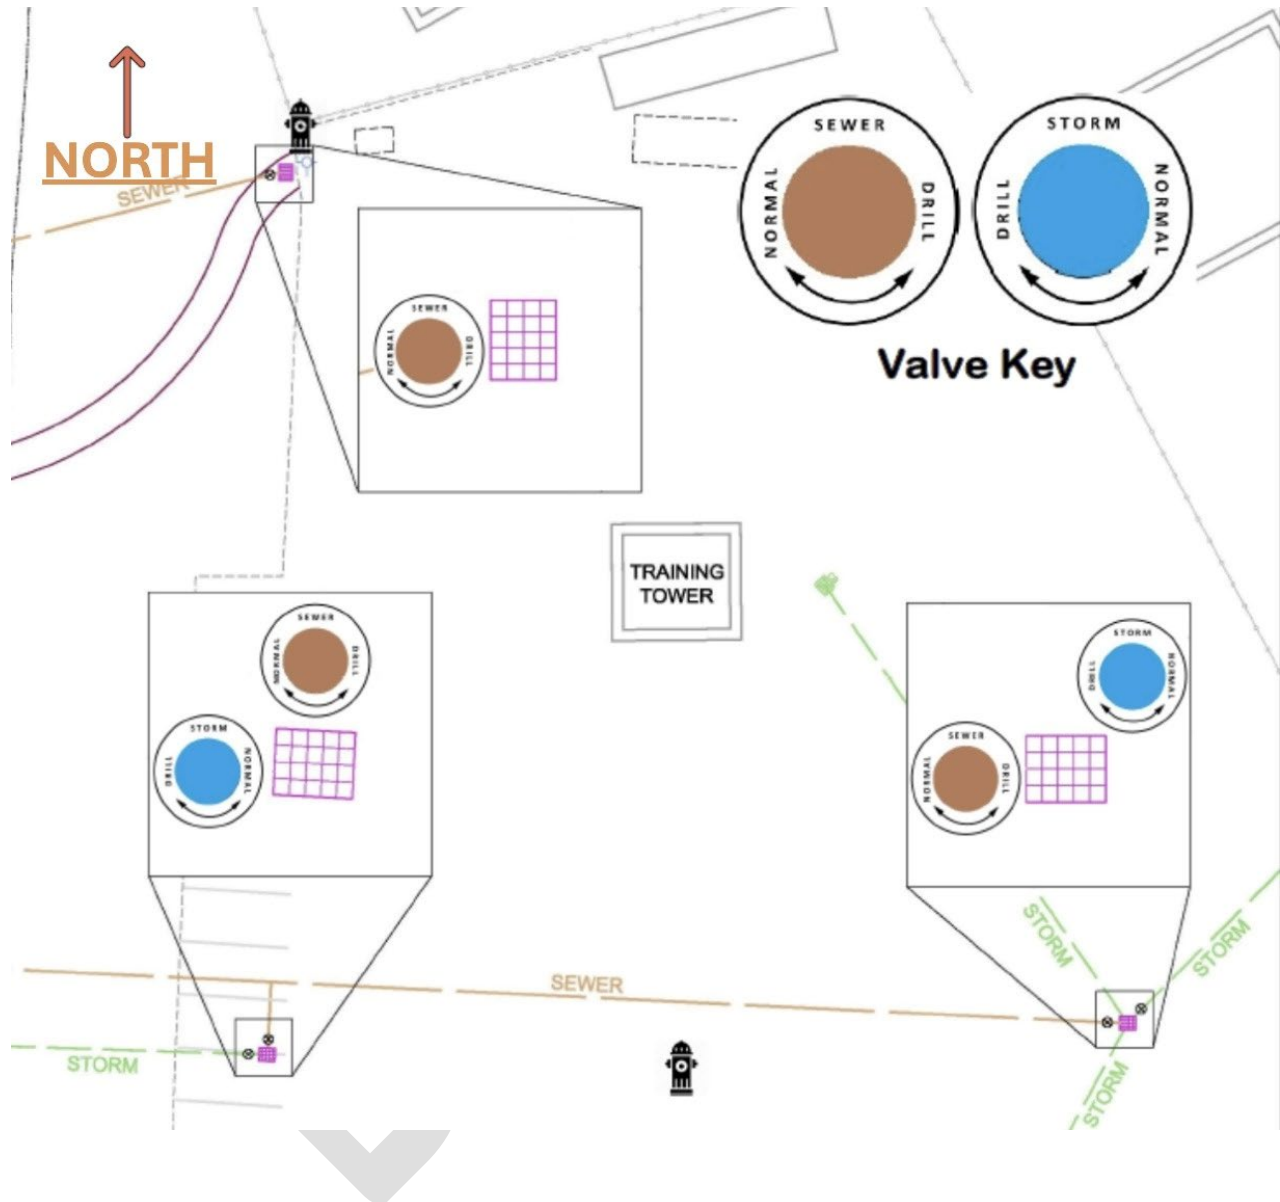 NORTH
SEWER
SEWER
NORMAL
DRILL
STORM
DRILL
NORMAL
Valve Key
SEWER
NORMAL
DRILL
TRAINING
TOWER
SEWER
NORMAL
DRILL
STORM
DRILL
NORMAL
STORM
DRILL
NORMAL
SEWER
NORMAL
DRILL
STORM
STORM
SEWER
STORM
STORM